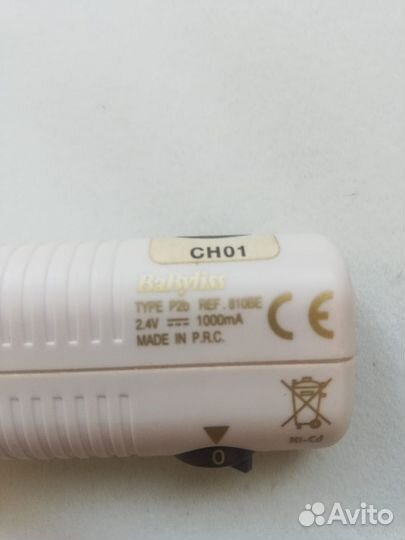 CH01
BaByliss
TYPE P2b REF. 810BE
2.4V ⎓ 1000mA
MADE IN P.R.C.
CE
Ni-Cd
0
Avito